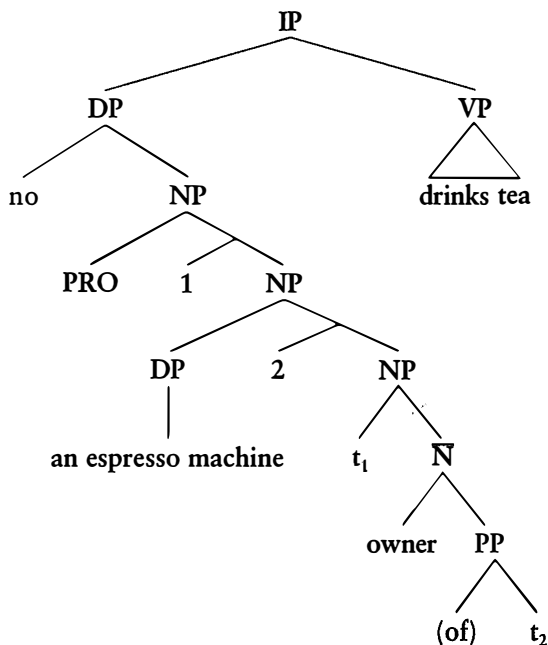 IP
DP VP
no NP drinks tea
PRO 1 NP
DP 2 NP
an espresso machine t₁ N̅
owner PP
(of) t₂